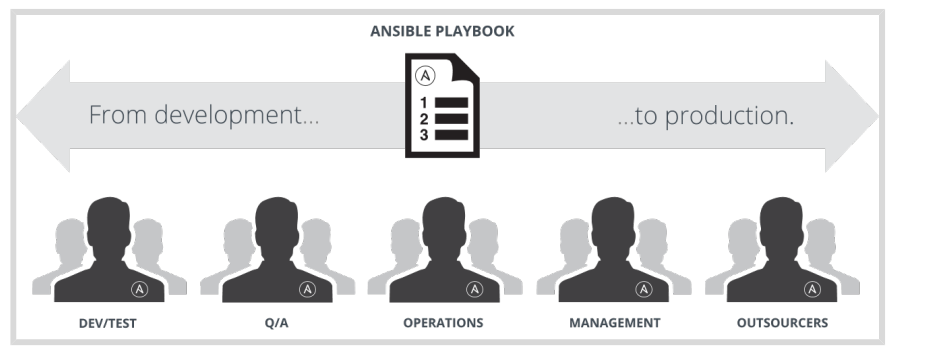 ANSIBLE PLAYBOOK
From development...
A
1
2
3
...to production.
A
A
A
A
A
DEV/TEST
Q/A
OPERATIONS
MANAGEMENT
OUTSOURCERS